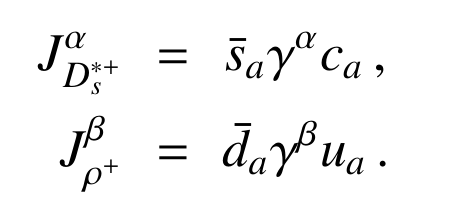 J^α_{D_s^{*+}} = s̄_a γ^α c_a ,
J^β_{ρ^+} = d̄_a γ^β u_a .